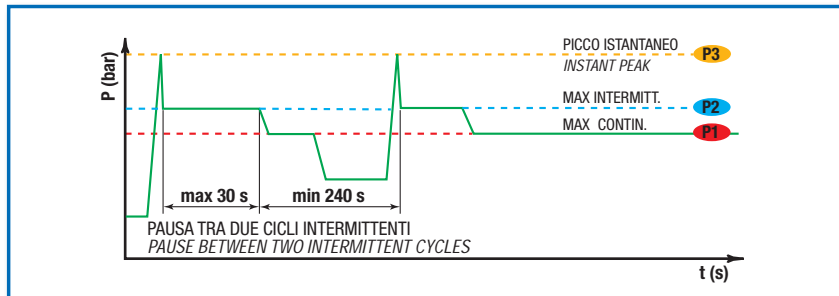 P (bar)
PICCO ISTANTANEO
INSTANT PEAK
P3
MAX INTERMITT.
P2
MAX CONTIN.
P1
max 30 s
min 240 s
PAUSA TRA DUE CICLI INTERMITTENTI
PAUSE BETWEEN TWO INTERMITTENT CYCLES
t (s)